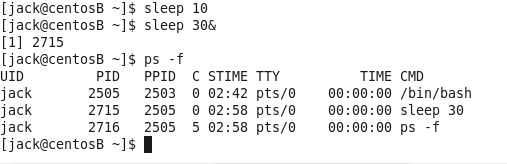 [jack@centosB ~]$ sleep 10
[jack@centosB ~]$ sleep 30&
[1] 2715
[jack@centosB ~]$ ps -f
UID        PID  PPID  C STIME TTY          TIME CMD
jack      2505  2503  0 02:42 pts/0    00:00:00 /bin/bash
jack      2715  2505  0 02:58 pts/0    00:00:00 sleep 30
jack      2716  2505  5 02:58 pts/0    00:00:00 ps -f
[jack@centosB ~]$